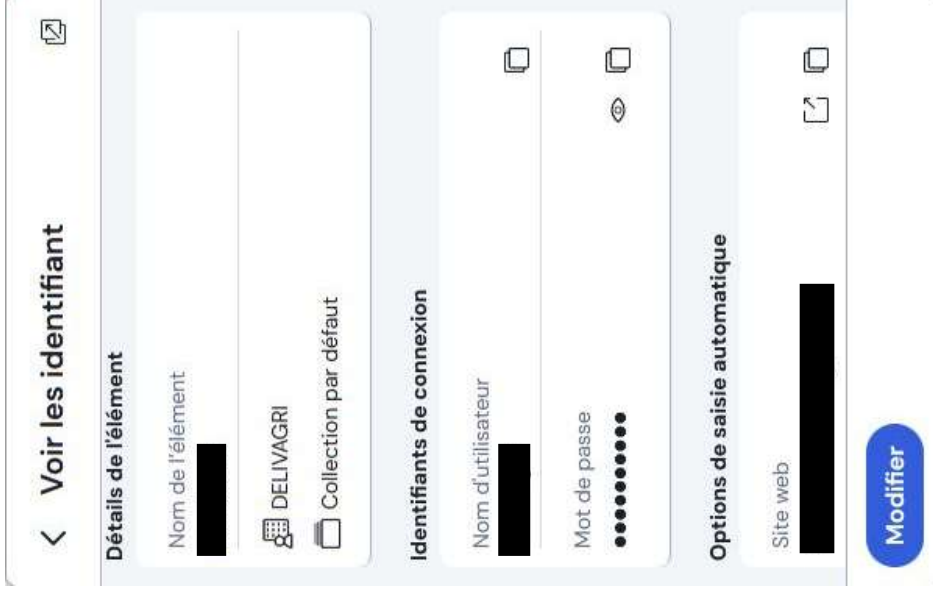 Voir les identifiant
Détails de l'élément
Nom de l'élément
DELIVAGRI
Collection par défaut
Identifiants de connexion
Nom d'utilisateur
Mot de passe
••••••••••
Options de saisie automatique
Site web
Modifier